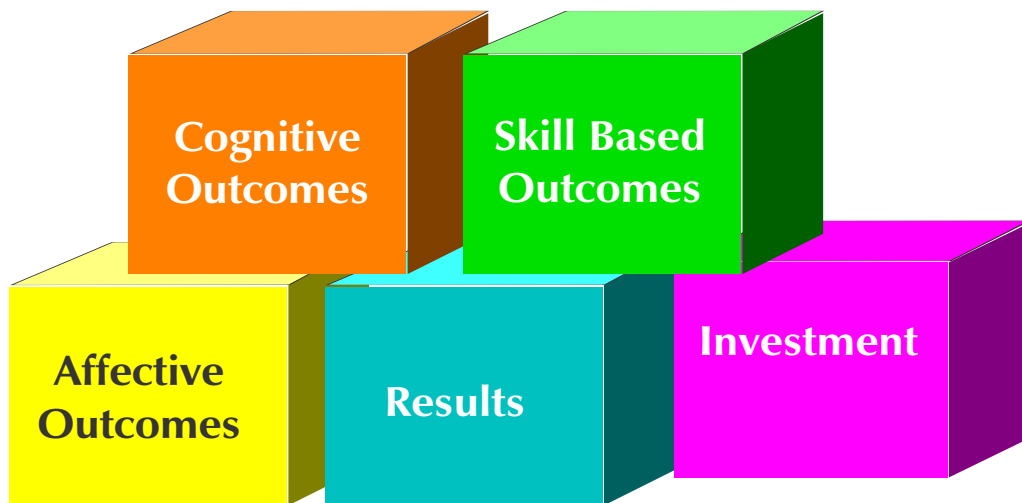 Cognitive
Outcomes
Skill Based
Outcomes
Affective
Outcomes
Results
Investment